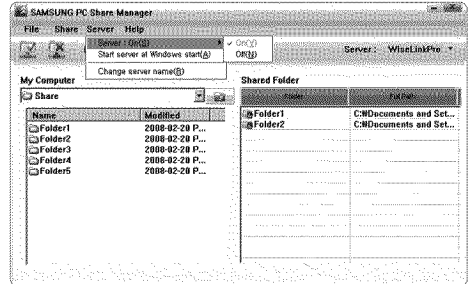 SAMSUNG PC Share Manager
File Share Server Help
Server : On(S)
On(Y)
Start server at Windows start(A)
Off(N)
Change server name(R)
Server : WiseLinkPro
My Computer
Shared Folder
Share
Folder
Full Path
Name Modified
Folder1 2008-02-20 P...
Folder2 2008-02-20 P...
Folder3 2008-02-20 P...
Folder4 2008-02-20 P...
Folder5 2008-02-20 P...
Folder1 C:₩Documents and Set...
Folder2 C:₩Documents and Set...